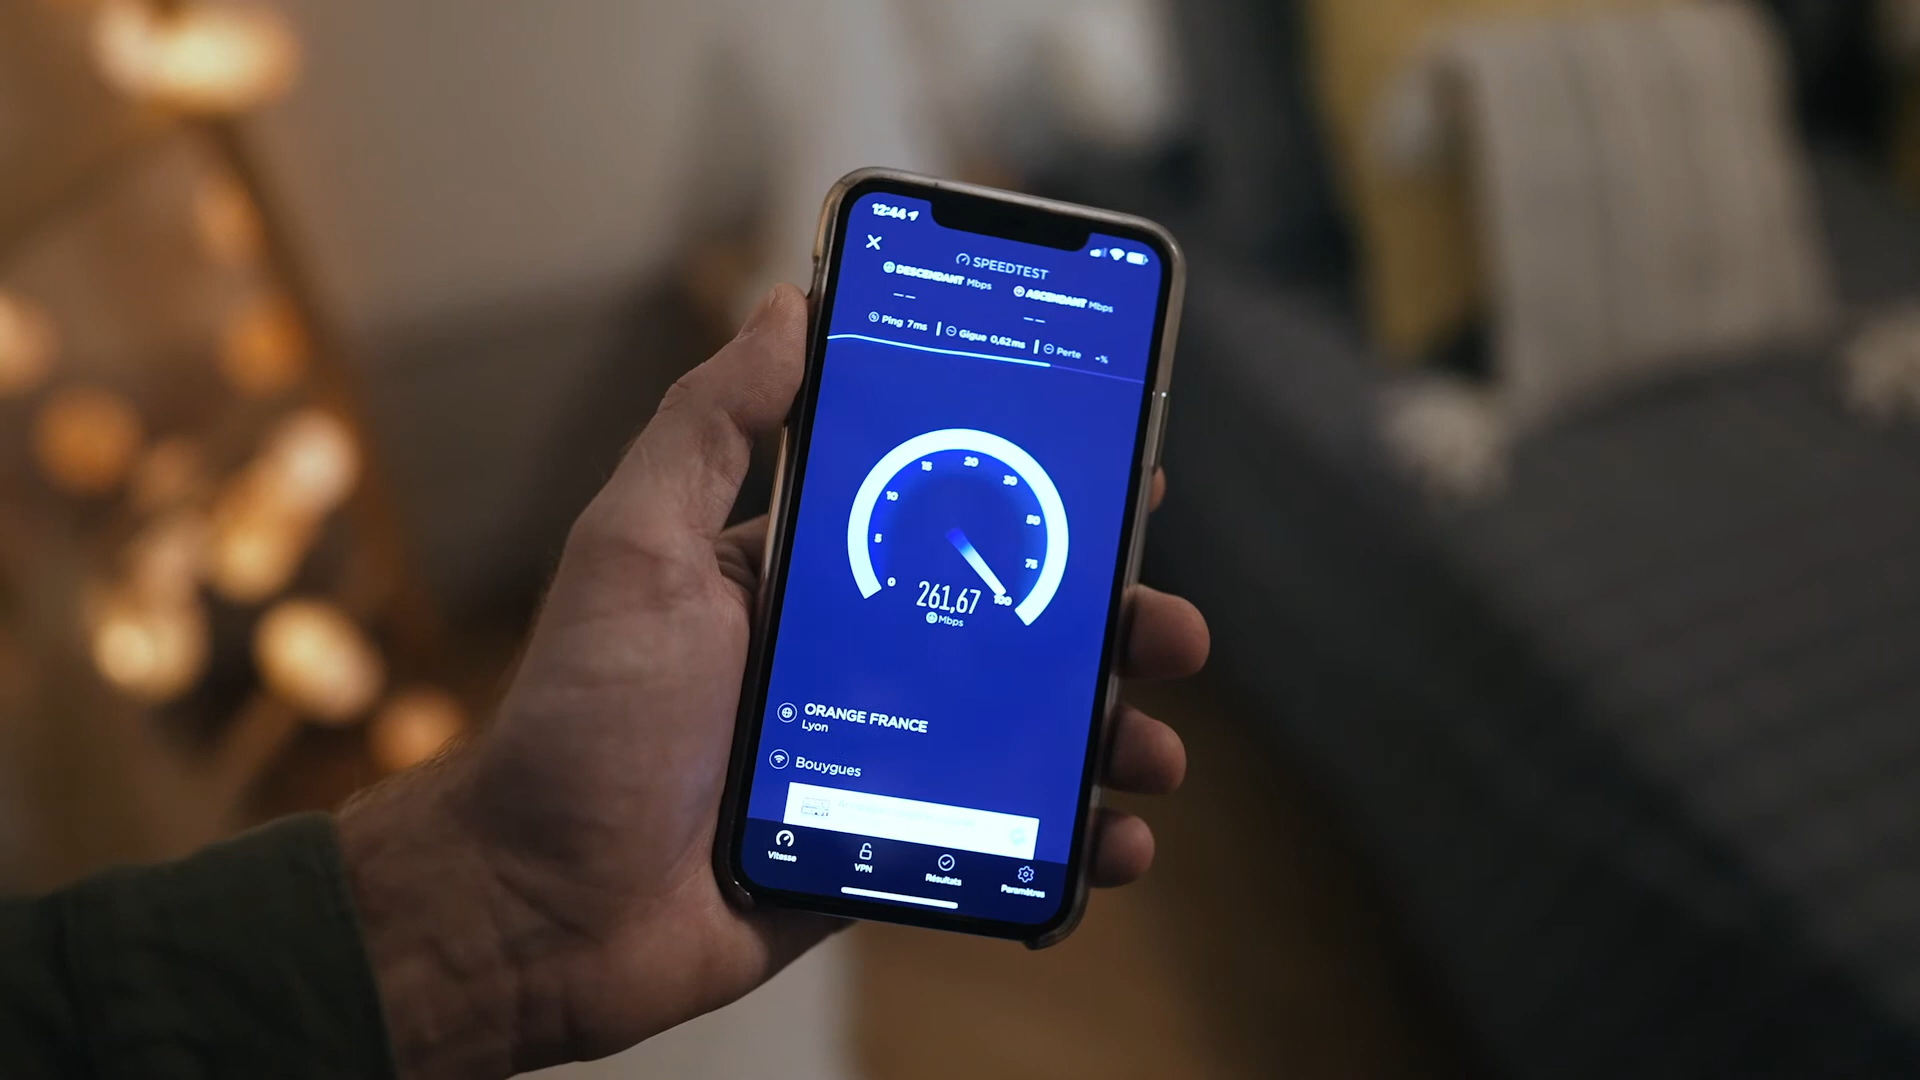 12:44
SPEEDTEST
DESCENDANT Mbps
ASCENDANT Mbps
Ping 7ms
Gigue 0,62ms
Perte -%
0
5
10
15
20
30
50
75
100
261,67
Mbps
ORANGE FRANCE
Lyon
Bouygues
Vitesse
VPN
Résultats
Paramètres